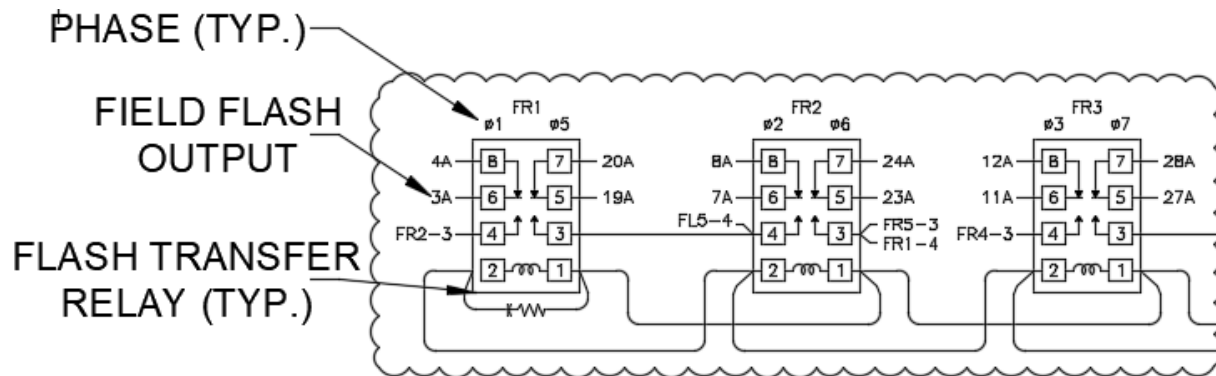 PHASE (TYP.)
FIELD FLASH
OUTPUT
FLASH TRANSFER
RELAY (TYP.)
FR1
ø1 ø5
4A 8 7 20A
3A 6 5 19A
FR2-3 4 3
2 1
FR2
ø2 ø6
8A 8 7 24A
7A 6 5 23A
FL5-4 4 3 FR5-3
FR1-4
2 1
FR3
ø3 ø7
12A 8 7 28A
11A 6 5 27A
FR4-3 4 3
2 1